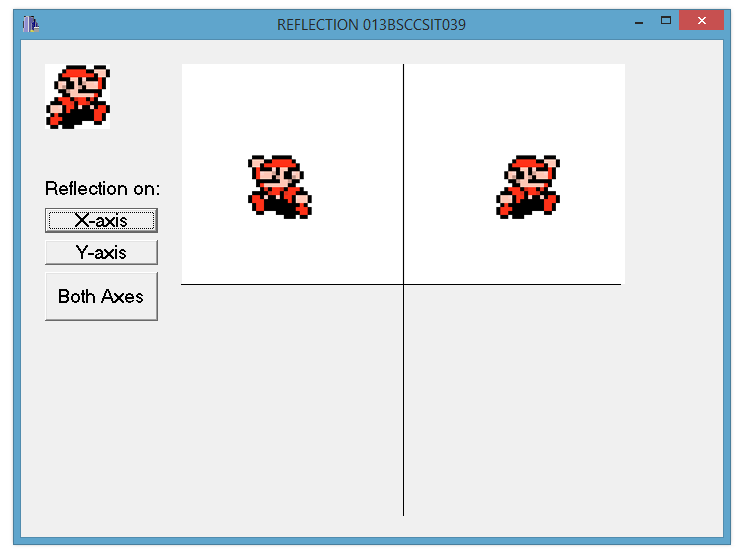 REFLECTION 013BSCCSIT039
Reflection on:
X-axis
Y-axis
Both Axes